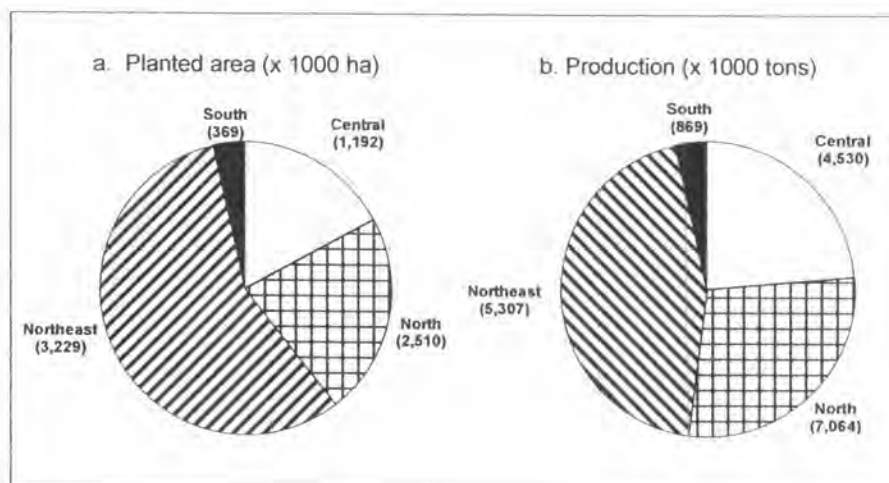 a. Planted area (x 1000 ha)
South
(369)
Central
(1,192)
North
(2,510)
Northeast
(3,229)
b. Production (x 1000 tons)
South
(869)
Central
(4,530)
North
(7,064)
Northeast
(5,307)